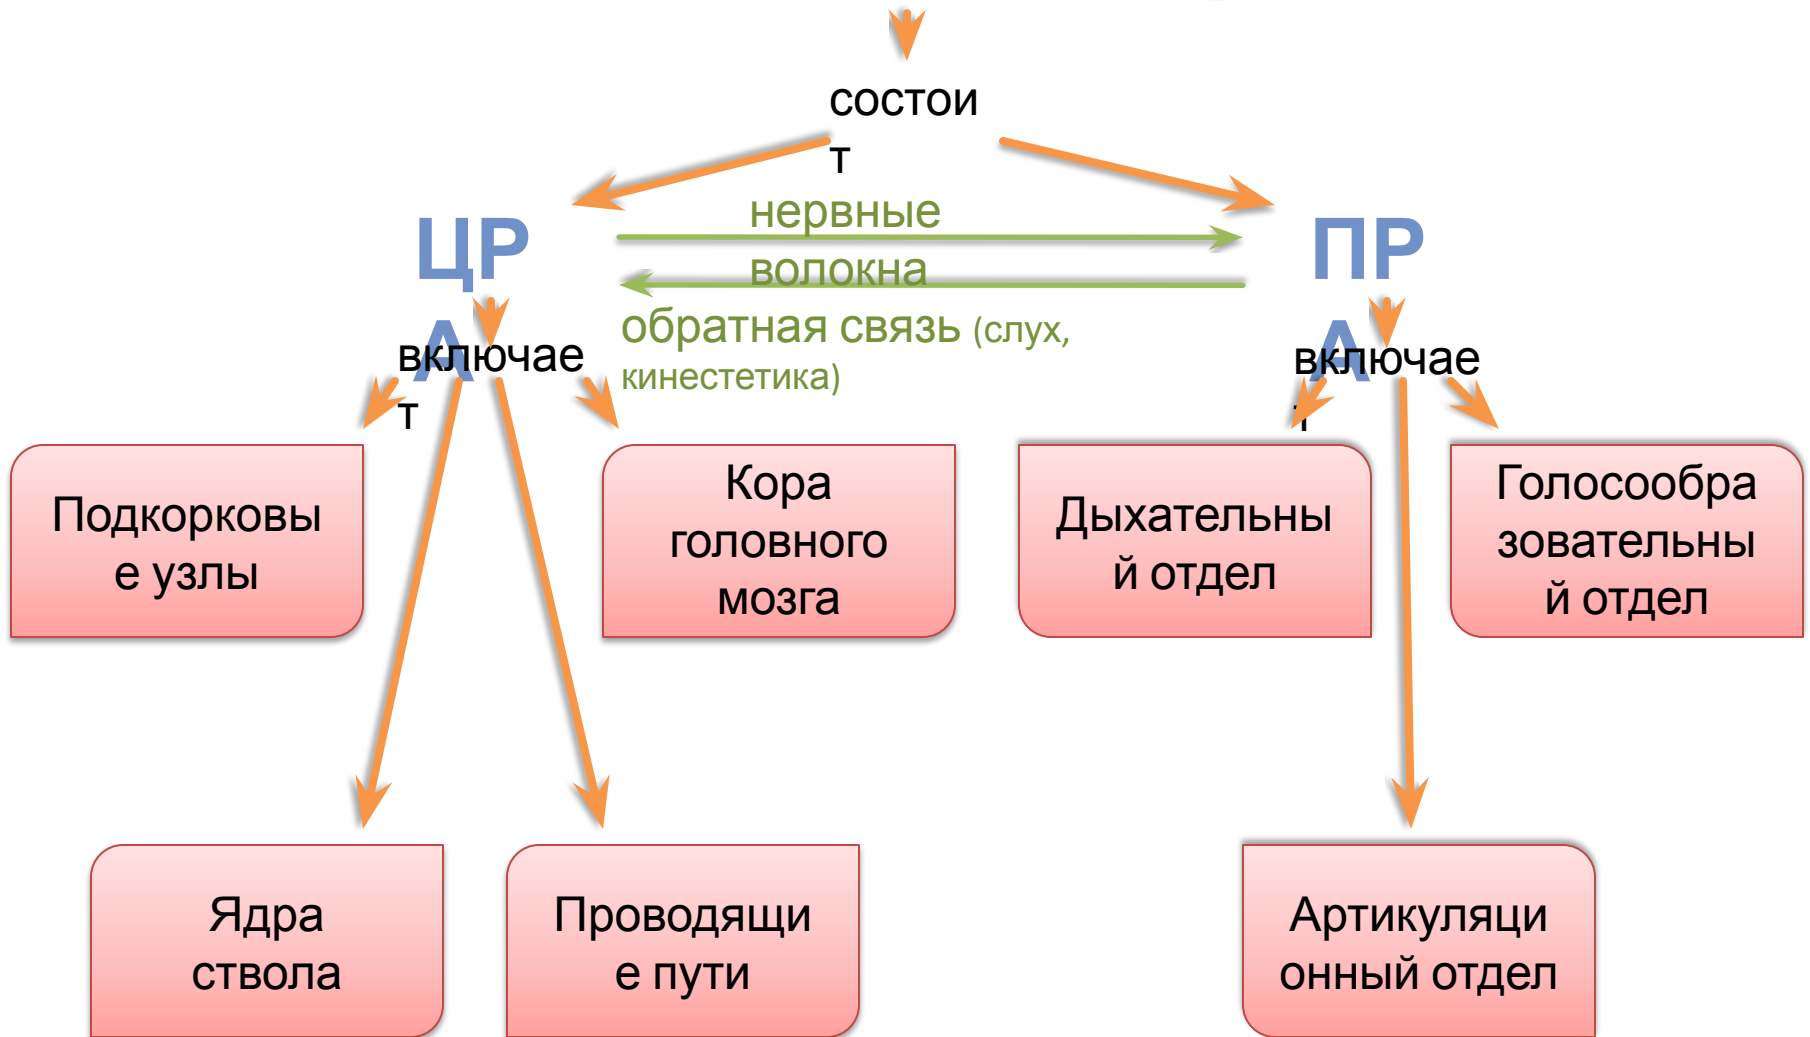 состои
т
ЦР
А
нервные
волокна
обратная связь (слух,
кинестетика)
ПР
А
включае
т
включае
т
Подкорковы
е узлы
Кора
головного
мозга
Дыхательны
й отдел
Голосообра
зовательны
й отдел
Ядра
ствола
Проводящи
е пути
Артикуляци
онный отдел